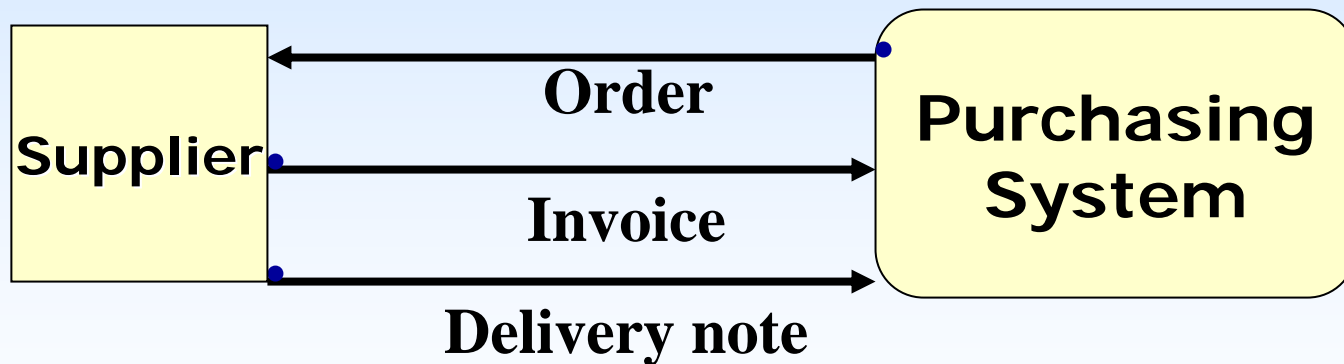 Supplier
Order
Invoice
Delivery note
Purchasing
System